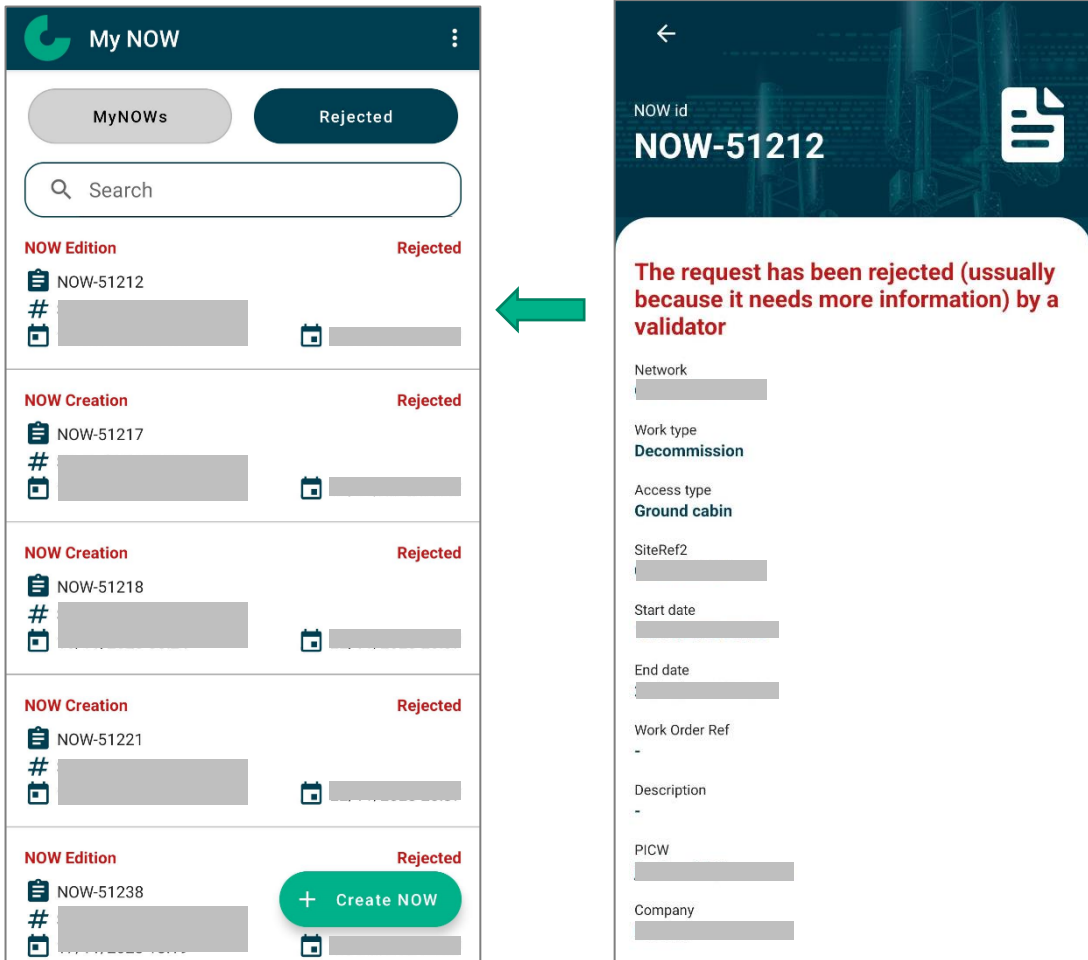 My NOW
MyNOWs
Rejected
Search
NOW Edition
Rejected
NOW-51212
#
NOW Creation
Rejected
NOW-51217
#
NOW Creation
Rejected
NOW-51218
#
NOW Creation
Rejected
NOW-51221
#
NOW Edition
Rejected
NOW-51238
#
+ Create NOW
NOW id
NOW-51212
The request has been rejected (ussually
because it needs more information) by a
validator
Network
Work type
Decommission
Access type
Ground cabin
SiteRef2
Start date
End date
Work Order Ref
-
Description
-
PICW
Company